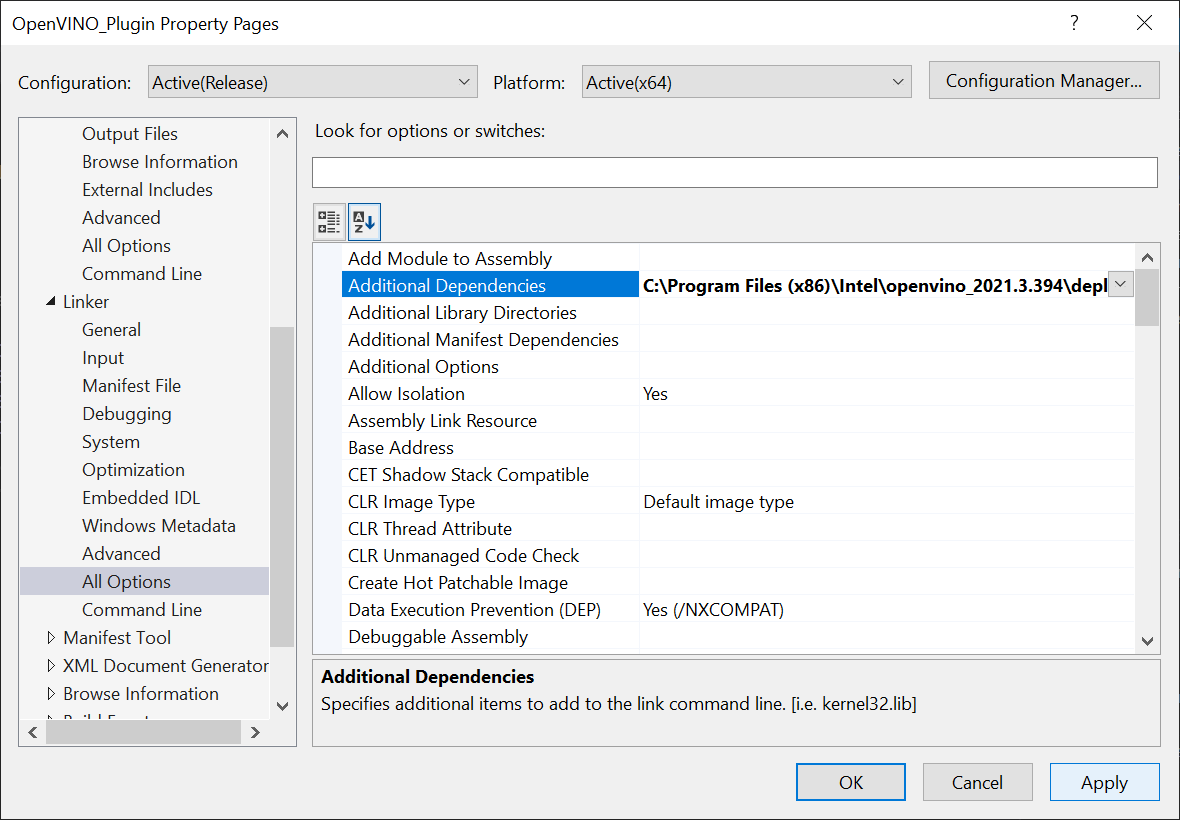 OpenVINO_Plugin Property Pages
?
Configuration: Active(Release) Platform: Active(x64) Configuration Manager...
Output Files
Browse Information
External Includes
Advanced
All Options
Command Line
Linker
General
Input
Manifest File
Debugging
System
Optimization
Embedded IDL
Windows Metadata
Advanced
All Options
Command Line
Manifest Tool
XML Document Generator
Browse Information
Look for options or switches:
Add Module to Assembly
Additional Dependencies C:\Program Files (x86)\Intel\openvino_2021.3.394\depl
Additional Library Directories
Additional Manifest Dependencies
Additional Options
Allow Isolation Yes
Assembly Link Resource
Base Address
CET Shadow Stack Compatible
CLR Image Type Default image type
CLR Thread Attribute
CLR Unmanaged Code Check
Create Hot Patchable Image
Data Execution Prevention (DEP) Yes (/NXCOMPAT)
Debuggable Assembly
Additional Dependencies
Specifies additional items to add to the link command line. [i.e. kernel32.lib]
OK Cancel Apply